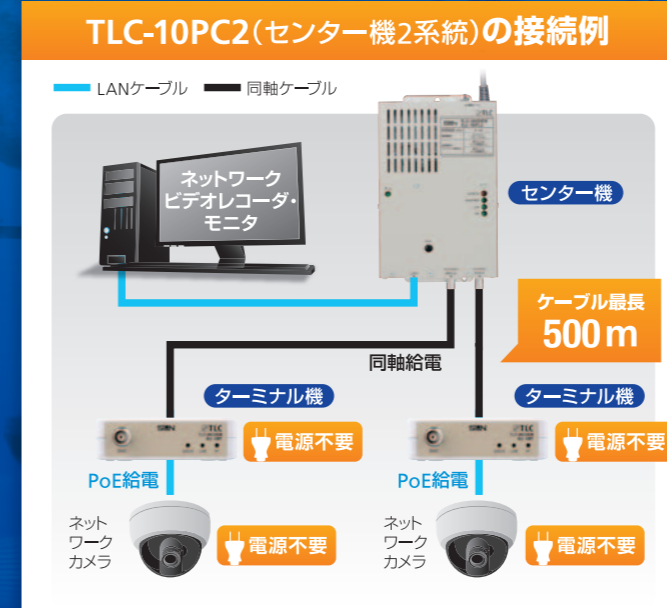 TLC-10PC2(センター機2系統)の接続例
LANケーブル 同軸ケーブル
ネットワーク
ビデオレコーダ・
モニタ
センター機
ケーブル最長
500m
同軸給電
ターミナル機
ターミナル機
TLC
電源不要
TLC
電源不要
PoE給電
PoE給電
ネット
ワーク
カメラ
電源不要
ネット
ワーク
カメラ
電源不要